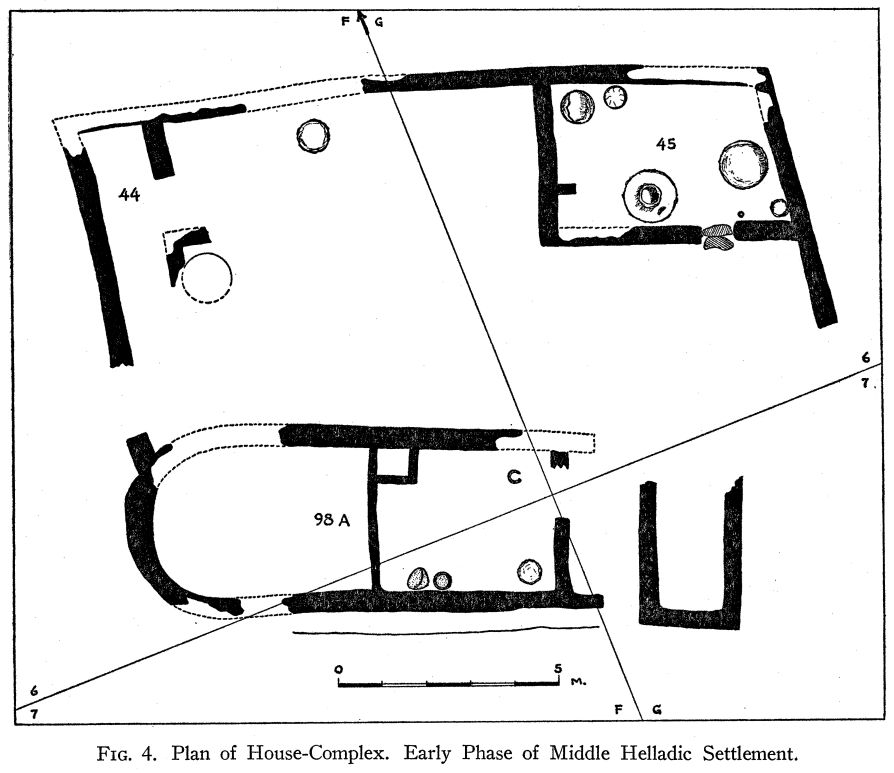 F G
45
44
6
7
C
98 A
0 5
M.
6
7
F G
FIG. 4. Plan of House-Complex. Early Phase of Middle Helladic Settlement.